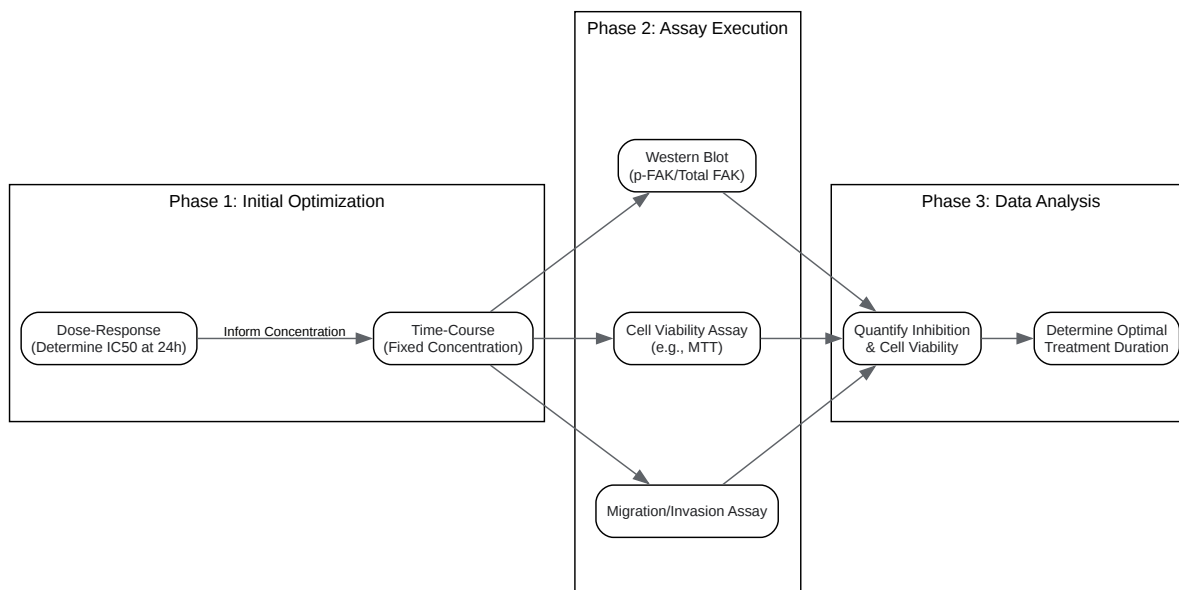 Phase 1: Initial Optimization
Dose-Response
(Determine IC50 at 24h)
Inform Concentration
Time-Course
(Fixed Concentration)
Phase 2: Assay Execution
Western Blot
(p-FAK/Total FAK)
Cell Viability Assay
(e.g., MTT)
Migration/Invasion Assay
Phase 3: Data Analysis
Quantify Inhibition
& Cell Viability
Determine Optimal
Treatment Duration